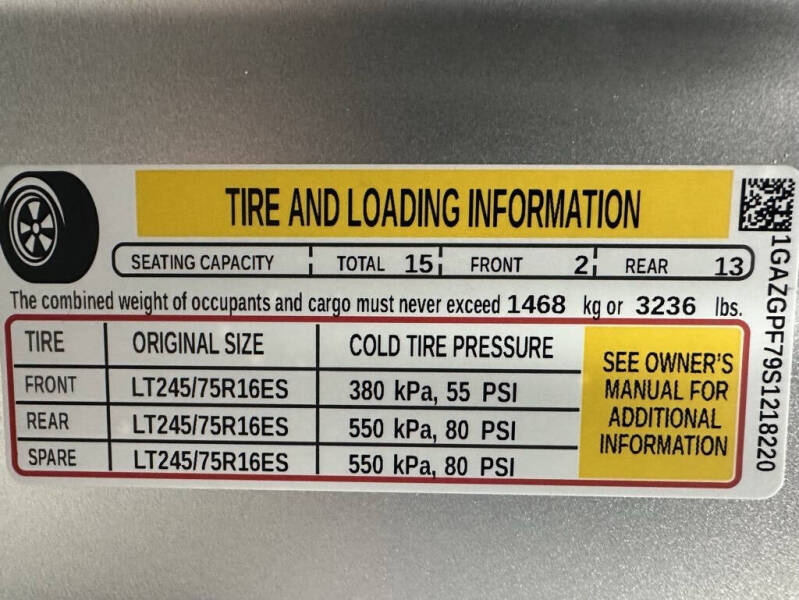 TIRE AND LOADING INFORMATION
SEATING CAPACITY TOTAL 15 FRONT 2 REAR 13
The combined weight of occupants and cargo must never exceed 1468 kg or 3236 lbs.
TIRE ORIGINAL SIZE COLD TIRE PRESSURE
FRONT LT245/75R16ES 380 kPa, 55 PSI
REAR LT245/75R16ES 550 kPa, 80 PSI
SPARE LT245/75R16ES 550 kPa, 80 PSI
SEE OWNER'S
MANUAL FOR
ADDITIONAL
INFORMATION
1GAZGPF79S1218220